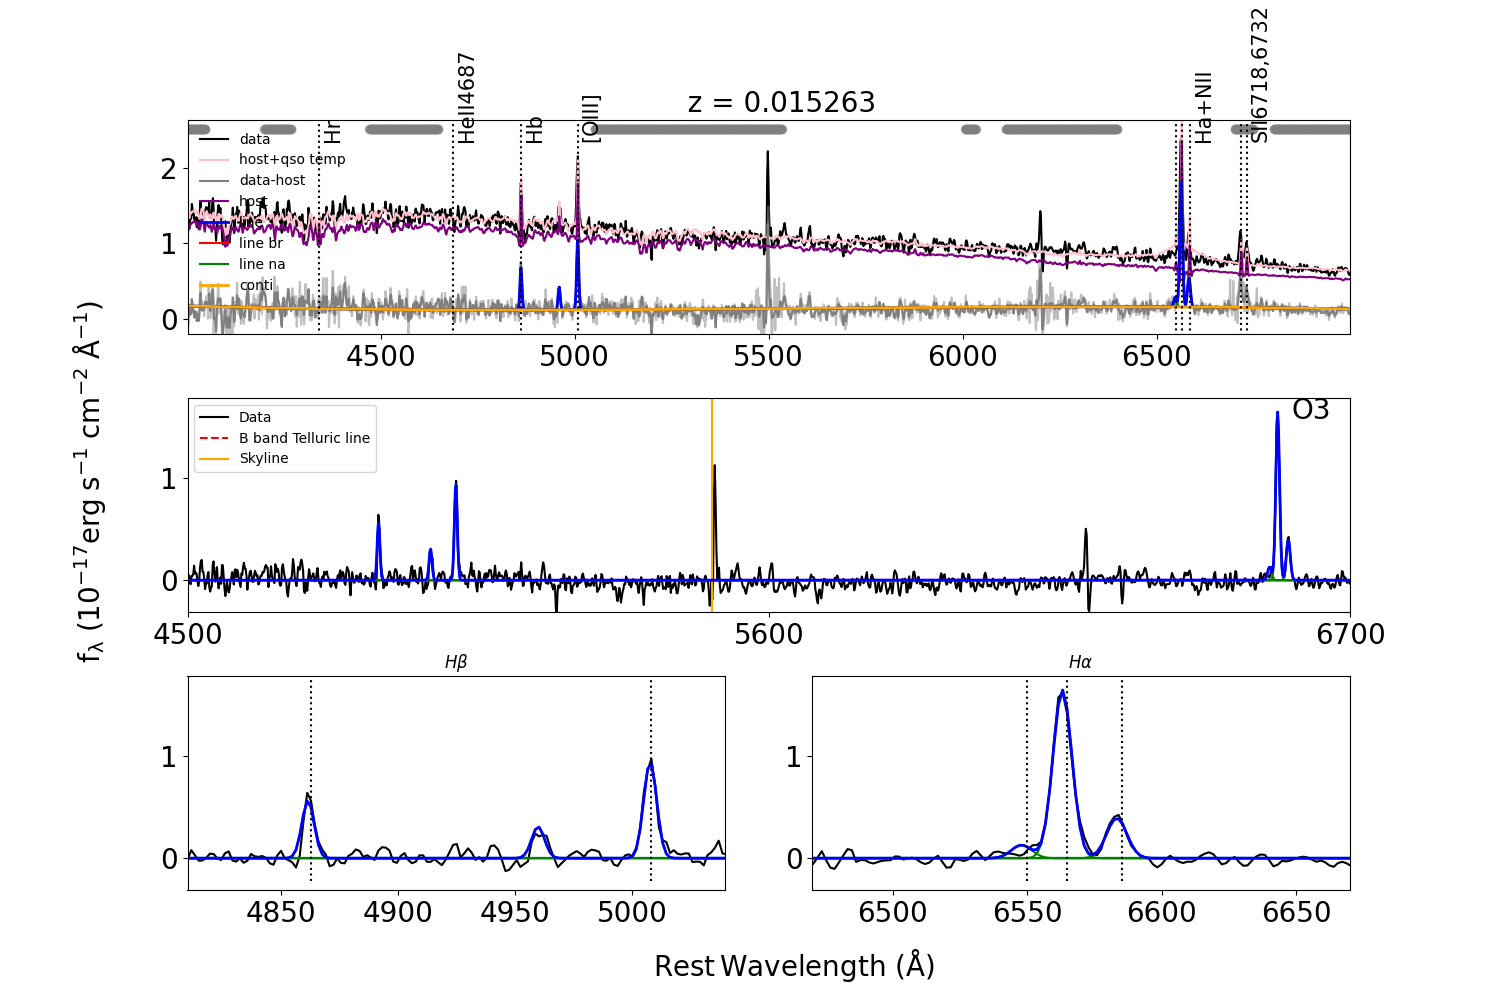 z = 0.015263
Hr
HeII4687
Hb
[OIII]
Ha+NII
SII6718,6732
data
host+qso temp
data-host
host
line
line br
line na
conti
2
1
0
4500
5000
5500
6000
6500
O3
Data
B band Telluric line
Skyline
1
0
4500
5600
6700
fλ (10−17erg s−1 cm−2 Å−1)
Hβ
1
0
4850
4900
4950
5000
Hα
1
0
6500
6550
6600
6650
Rest Wavelength (Å)